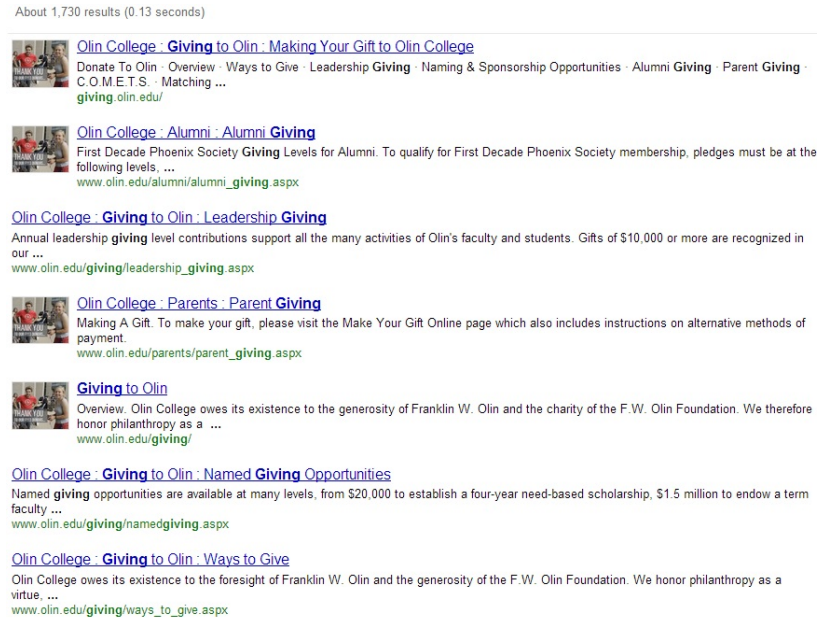 About 1,730 results (0.13 seconds)
Olin College : Giving to Olin : Making Your Gift to Olin College
Donate To Olin · Overview · Ways to Give · Leadership Giving · Naming & Sponsorship Opportunities · Alumni Giving · Parent Giving ·
C.O.M.E.T.S. · Matching ...
giving.olin.edu/
THANK YOU
Olin College : Alumni : Alumni Giving
First Decade Phoenix Society Giving Levels for Alumni. To qualify for First Decade Phoenix Society membership, pledges must be at the
following levels, ...
www.olin.edu/alumni/alumni_giving.aspx
THANK YOU
Olin College : Giving to Olin : Leadership Giving
Annual leadership giving level contributions support all the many activities of Olin's faculty and students. Gifts of $10,000 or more are recognized in
our ...
www.olin.edu/giving/leadership_giving.aspx
Olin College : Parents : Parent Giving
Making A Gift. To make your gift, please visit the Make Your Gift Online page which also includes instructions on alternative methods of
payment.
www.olin.edu/parents/parent_giving.aspx
THANK YOU
Giving to Olin
Overview. Olin College owes its existence to the generosity of Franklin W. Olin and the charity of the F.W. Olin Foundation. We therefore
honor philanthropy as a ...
www.olin.edu/giving/
THANK YOU
Olin College : Giving to Olin : Named Giving Opportunities
Named giving opportunities are available at many levels, from $20,000 to establish a four-year need-based scholarship, $1.5 million to endow a term
faculty ...
www.olin.edu/giving/namedgiving.aspx
Olin College : Giving to Olin : Ways to Give
Olin College owes its existence to the foresight of Franklin W. Olin and the generosity of the F.W. Olin Foundation. We honor philanthropy as a
virtue, ...
www.olin.edu/giving/ways_to_give.aspx